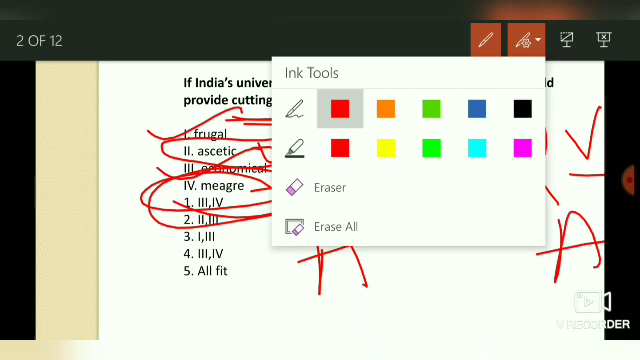 2 OF 12
Ink Tools
If India's univer
ld
provide cutting
I. frugal
II. ascetic
III. economical
IV. meagre
Eraser
1. III,IV
2. II,III
Erase All
3. I,III
4. III,IV
5. All fit
A
A
V
V RECORDER